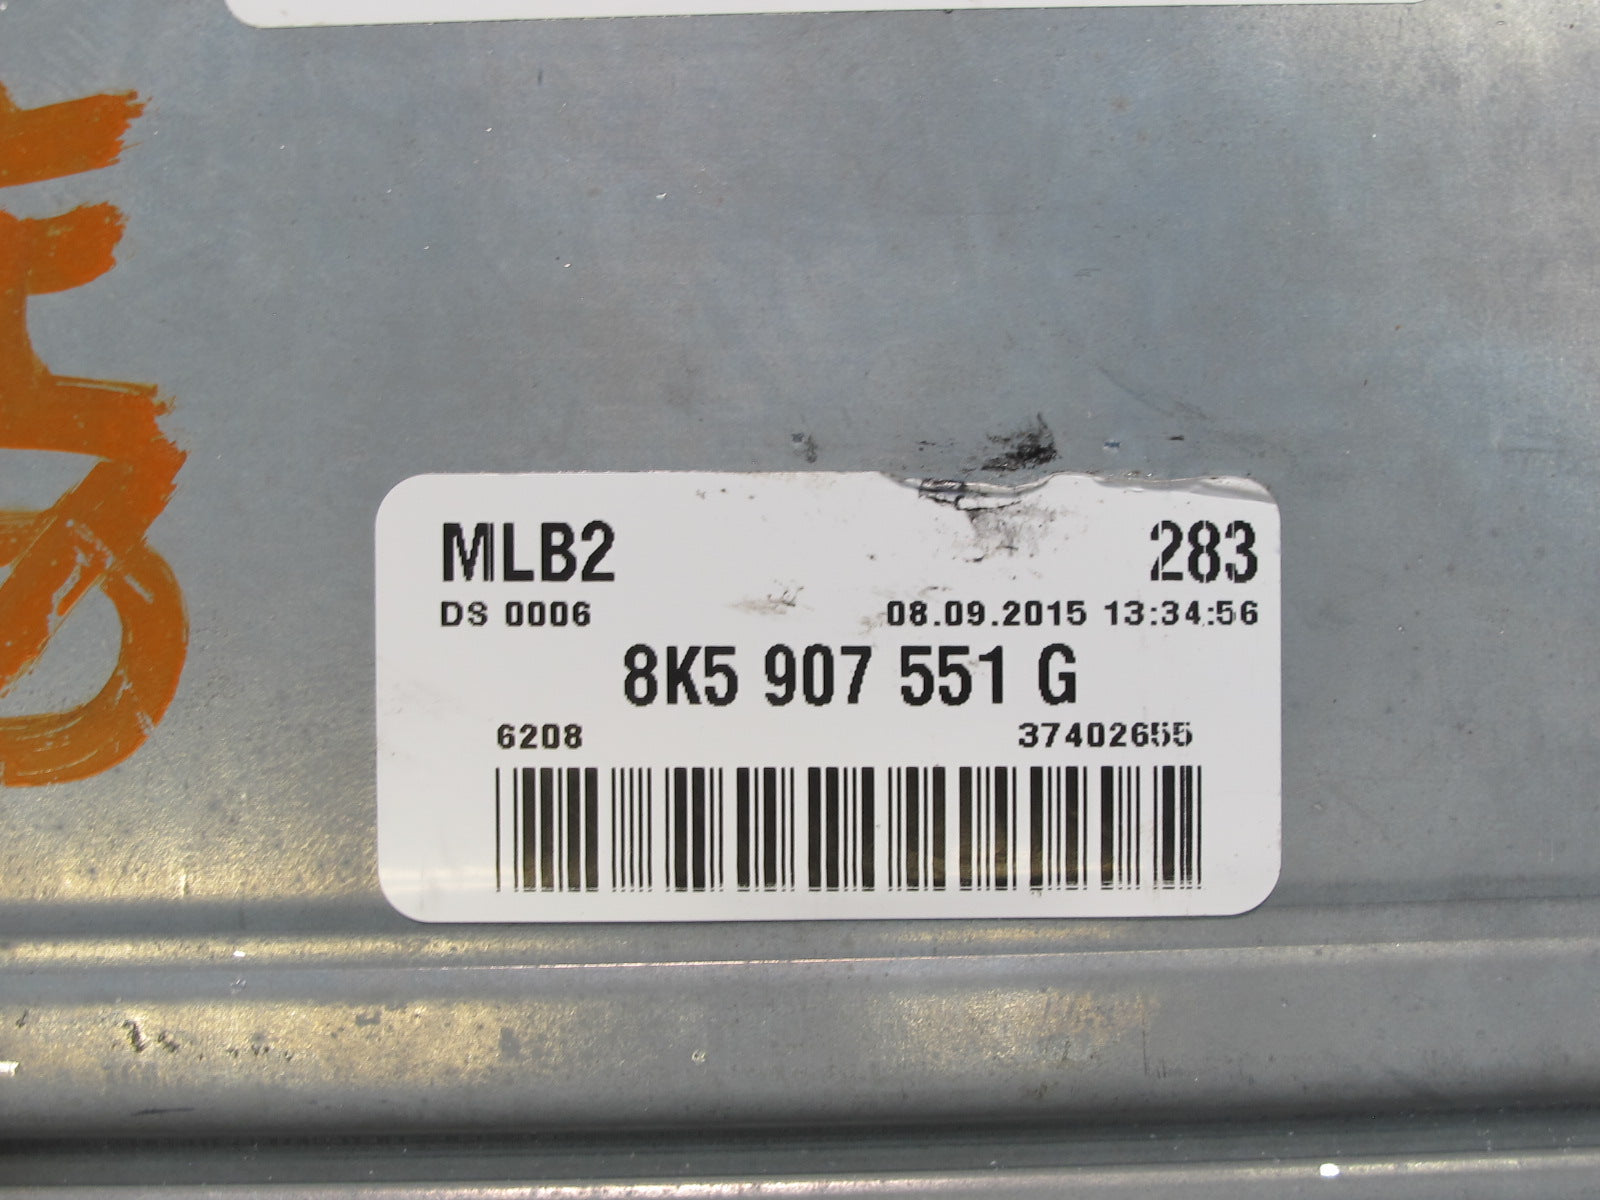 MLB2 283
DS 0006 08.09.2015 13:34:56
8K5 907 551 G
6208 37402655